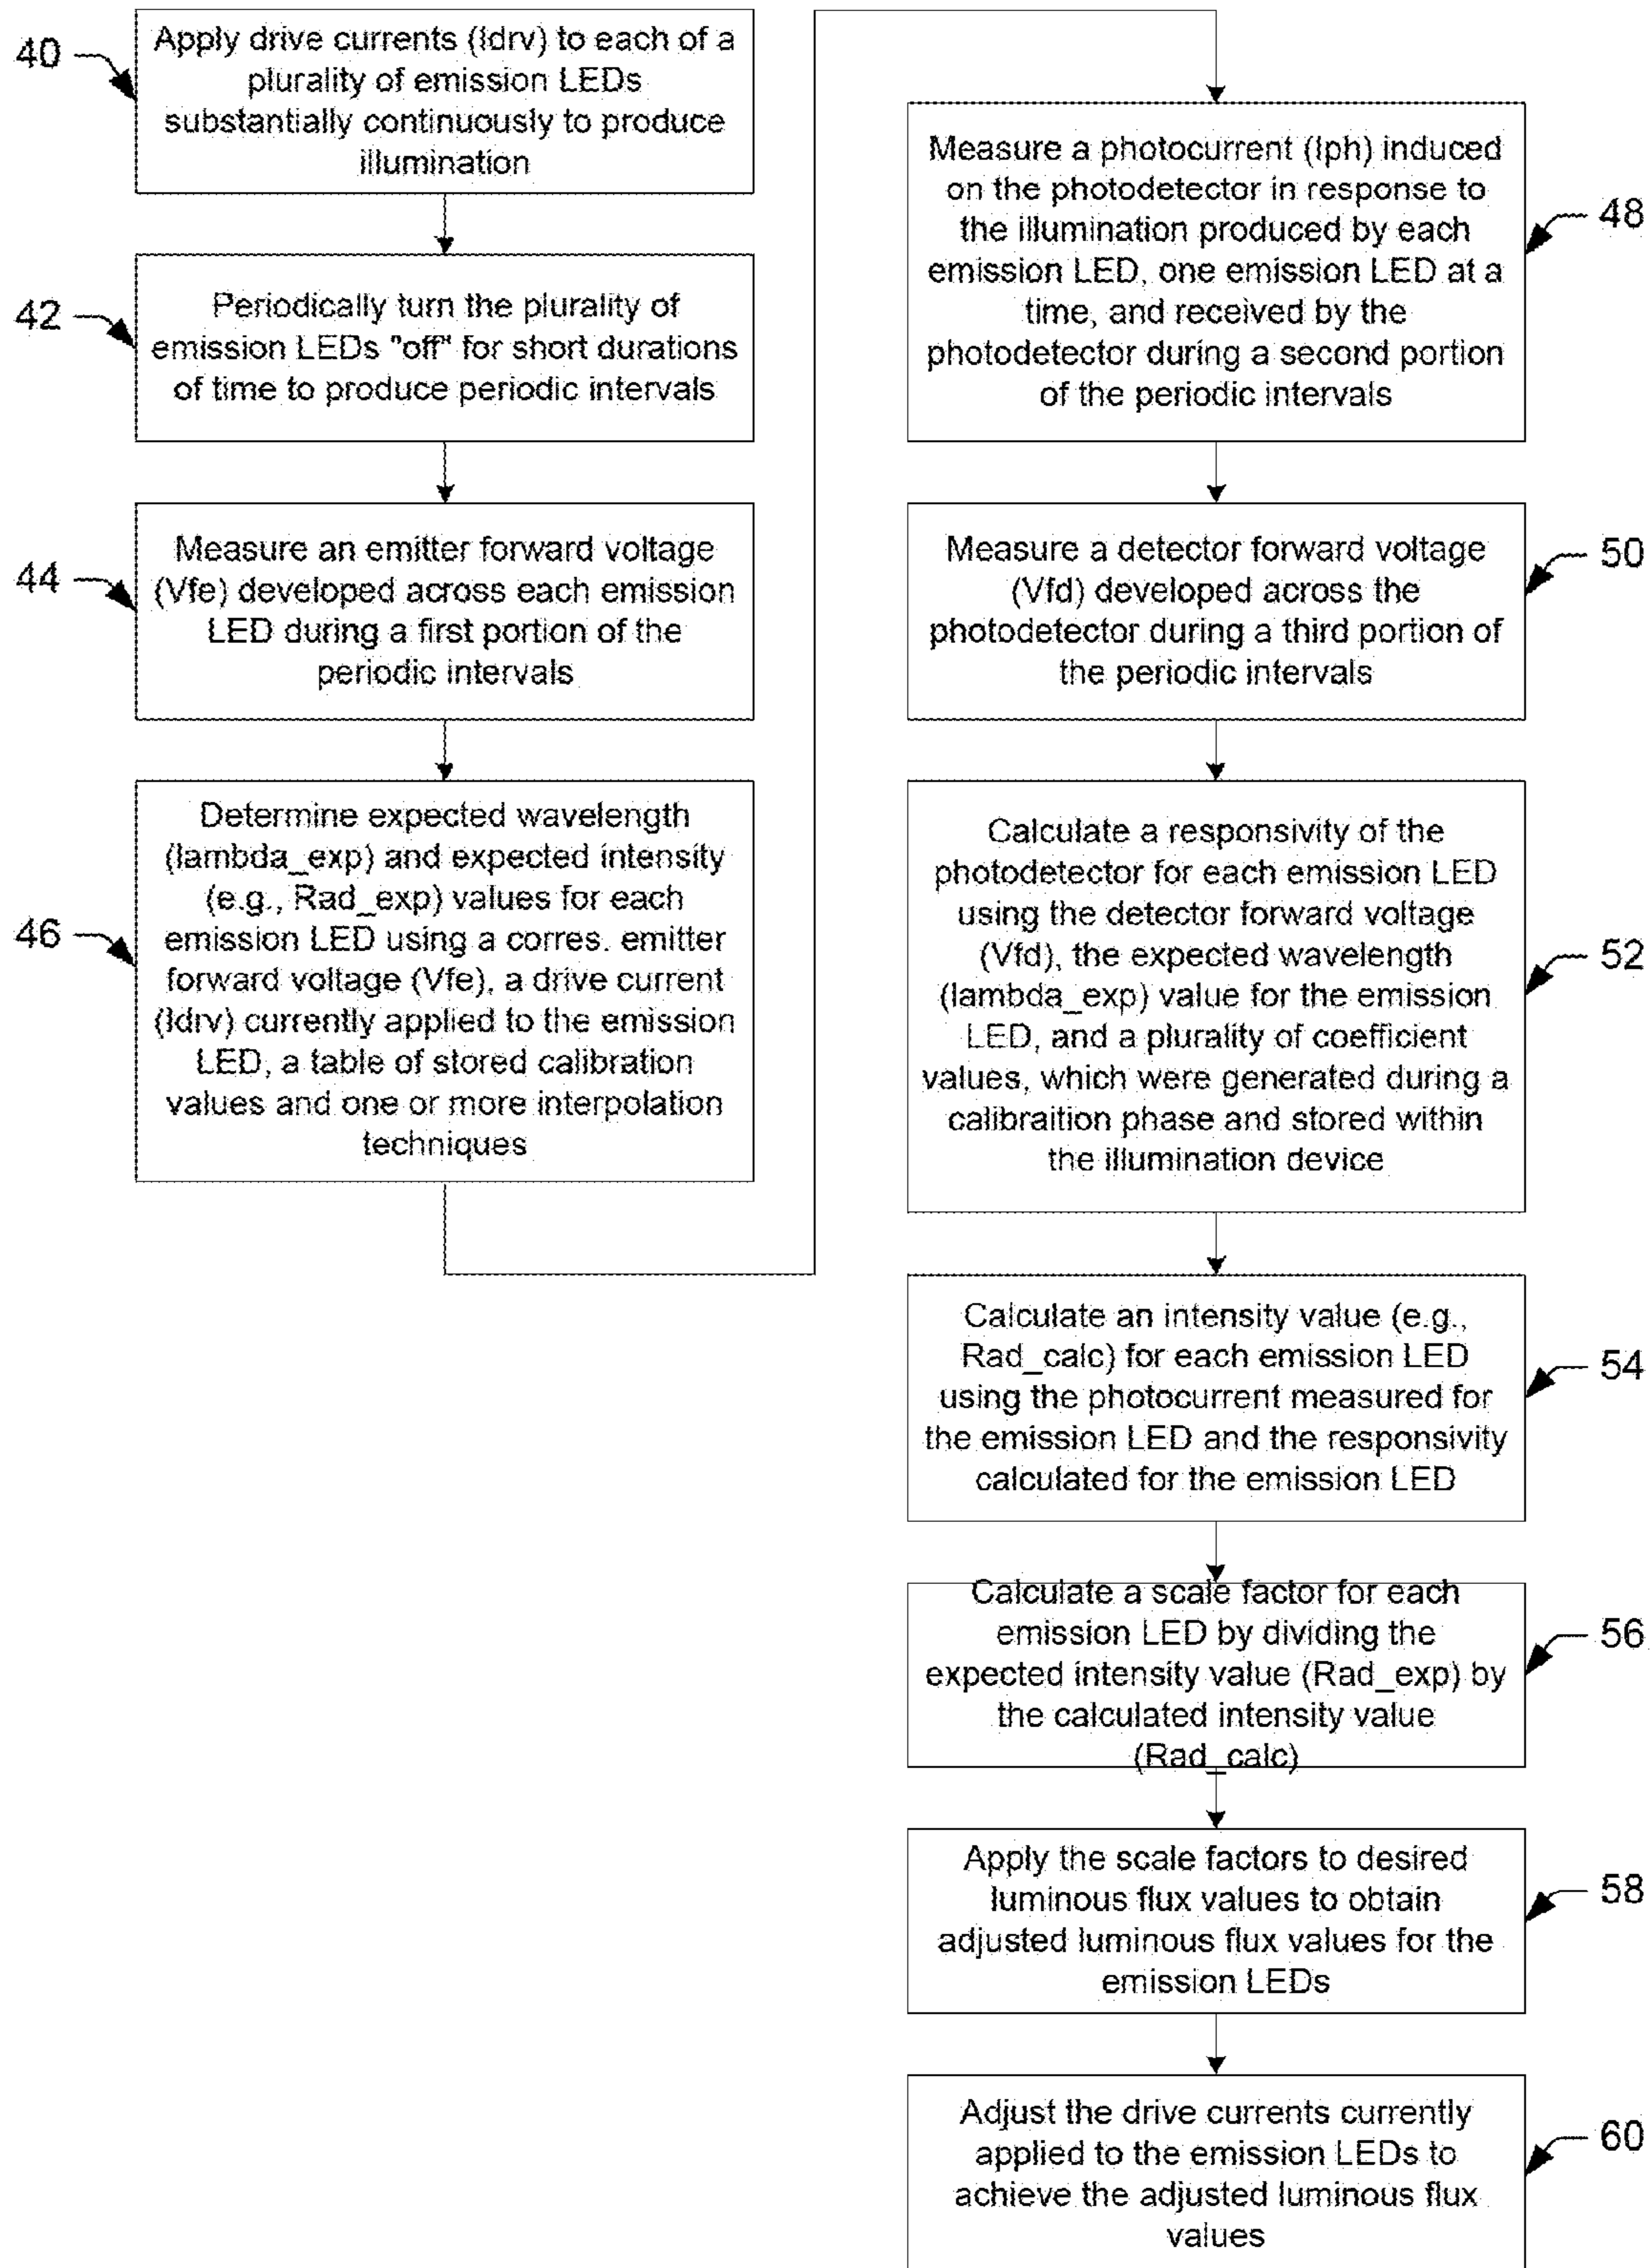 40
Apply drive currents (Idrv) to each of a
plurality of emission LEDs
substantially continuously to produce
illumination
42
Periodically turn the plurality of
emission LEDs "off" for short durations
of time to produce periodic intervals
44
Measure an emitter forward voltage
(Vfe) developed across each emission
LED during a first portion of the
periodic intervals
46
Determine expected wavelength
(lambda_exp) and expected intensity
(e.g., Rad_exp) values for each
emission LED using a corres. emitter
forward voltage (Vfe), a drive current
(Idrv) currently applied to the emission
LED, a table of stored calibration
values and one or more interpolation
techniques
Measure a photocurrent (Iph) induced
on the photodetector in response to
the illumination produced by each
emission LED, one emission LED at a
time, and received by the
photodetector during a second portion
of the periodic intervals
48
Measure a detector forward voltage
(Vfd) developed across the
photodetector during a third portion of
the periodic intervals
50
Calculate a responsivity of the
photodetector for each emission LED
using the detector forward voltage
(Vfd), the expected wavelength
(lambda_exp) value for the emission
LED, and a plurality of coefficient
values, which were generated during a
calibraition phase and stored within
the illumination device
52
Calculate an intensity value (e.g.,
Rad_calc) for each emission LED
using the photocurrent measured for
the emission LED and the responsivity
calculated for the emission LED
54
Calculate a scale factor for each
emission LED by dividing the
expected intensity value (Rad_exp) by
the calculated intensity value
(Rad_calc)
56
Apply the scale factors to desired
luminous flux values to obtain
adjusted luminous flux values for the
emission LEDs
58
Adjust the drive currents currently
applied to the emission LEDs to
achieve the adjusted luminous flux
values
60